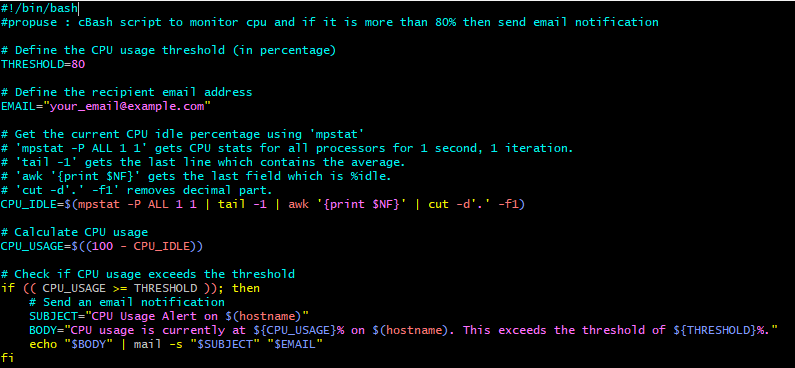 #!/bin/bash
#propuse : cBash script to monitor cpu and if it is more than 80% then send email notification
# Define the CPU usage threshold (in percentage)
THRESHOLD=80
# Define the recipient email address
EMAIL="your_email@example.com"
# Get the current CPU idle percentage using 'mpstat'
# 'mpstat -P ALL 1 1' gets CPU stats for all processors for 1 second, 1 iteration.
# 'tail -1' gets the last line which contains the average.
# 'awk '{print $NF}' gets the last field which is %idle.
# 'cut -d'.' -f1' removes decimal part.
CPU_IDLE=$(mpstat -P ALL 1 1 | tail -1 | awk '{print $NF}' | cut -d'.' -f1)
# Calculate CPU usage
CPU_USAGE=$((100 - CPU_IDLE))
# Check if CPU usage exceeds the threshold
if (( CPU_USAGE >= THRESHOLD )); then
    # Send an email notification
    SUBJECT="CPU Usage Alert on $(hostname)"
    BODY="CPU usage is currently at ${CPU_USAGE}% on $(hostname). This exceeds the threshold of ${THRESHOLD}%."
    echo "$BODY" | mail -s "$SUBJECT" "$EMAIL"
fi